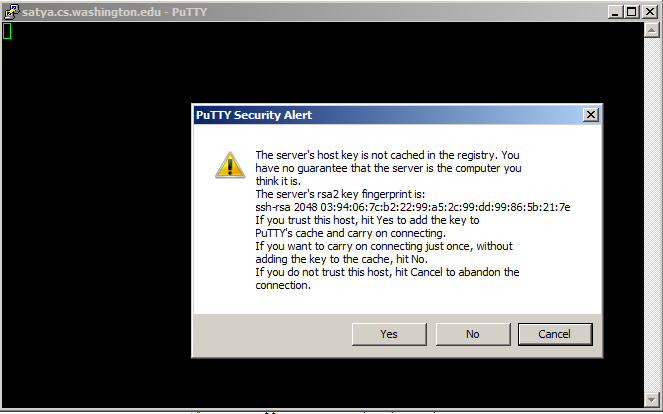 satya.cs.washington.edu - PuTTY
PuTTY Security Alert
The server's host key is not cached in the registry. You
have no guarantee that the server is the computer you
think it is.
The server's rsa2 key fingerprint is:
ssh-rsa 2048 03:94:06:7c:b2:22:99:a5:2c:99:dd:99:86:5b:21:7e
If you trust this host, hit Yes to add the key to
PuTTY's cache and carry on connecting.
If you want to carry on connecting just once, without
adding the key to the cache, hit No.
If you do not trust this host, hit Cancel to abandon the
connection.
Yes No Cancel